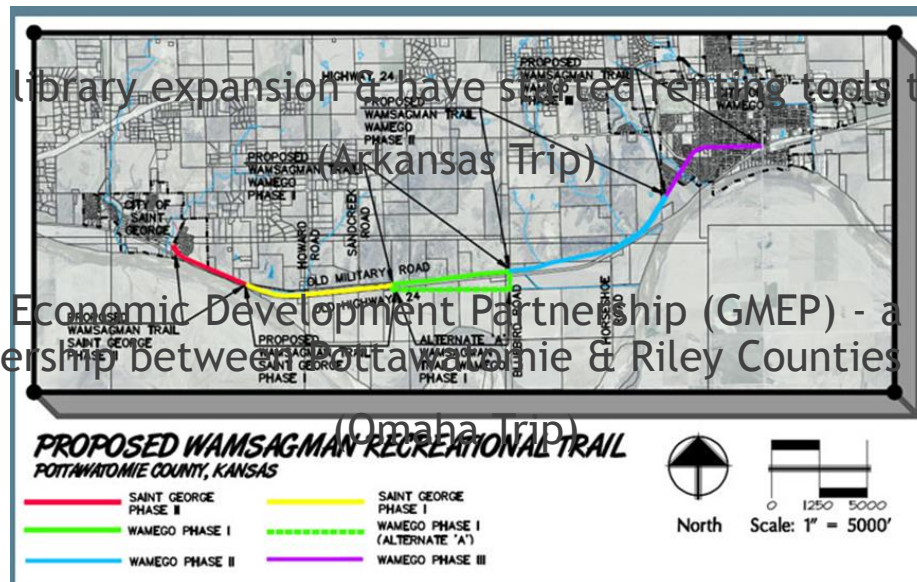 library expansion & have started renting tools t
(Arkansas Trip)
Economic Development Partnership (GMEP) - a
ership between Pottawatomie & Riley Counties
(Omaha Trip)
HIGHWAY 24
PROPOSED
WAMSAGMAN TRAIL
WAMEGO
PHASE III
WAMEGO
PROPOSED
WAMSAGMAN TRAIL
WAMEGO
PHASE II
PROPOSED
WAMSAGMAN TRAIL
WAMEGO
PHASE I
CITY OF
SAINT
GEORGE
HOWARD
ROAD
SANDCREEK
ROAD
OLD MILITARY ROAD
HIGHWAY 24
BLUEBIRD ROAD
HORSESHOE
ROAD
PROPOSED
WAMSAGMAN TRAIL
SAINT GEORGE
PHASE II
PROPOSED
WAMSAGMAN TRAIL
SAINT GEORGE
PHASE I
ALTERNATE 'A'
WAMSAGMAN
TRAIL WAMEGO
PHASE I
PROPOSED WAMSAGMAN RECREATIONAL TRAIL
POTTAWATOMIE COUNTY, KANSAS
SAINT GEORGE
PHASE II
SAINT GEORGE
PHASE I
WAMEGO PHASE I
WAMEGO PHASE I
(ALTERNATE 'A')
WAMEGO PHASE II
WAMEGO PHASE III
North
0 1250 5000
Scale: 1" = 5000'